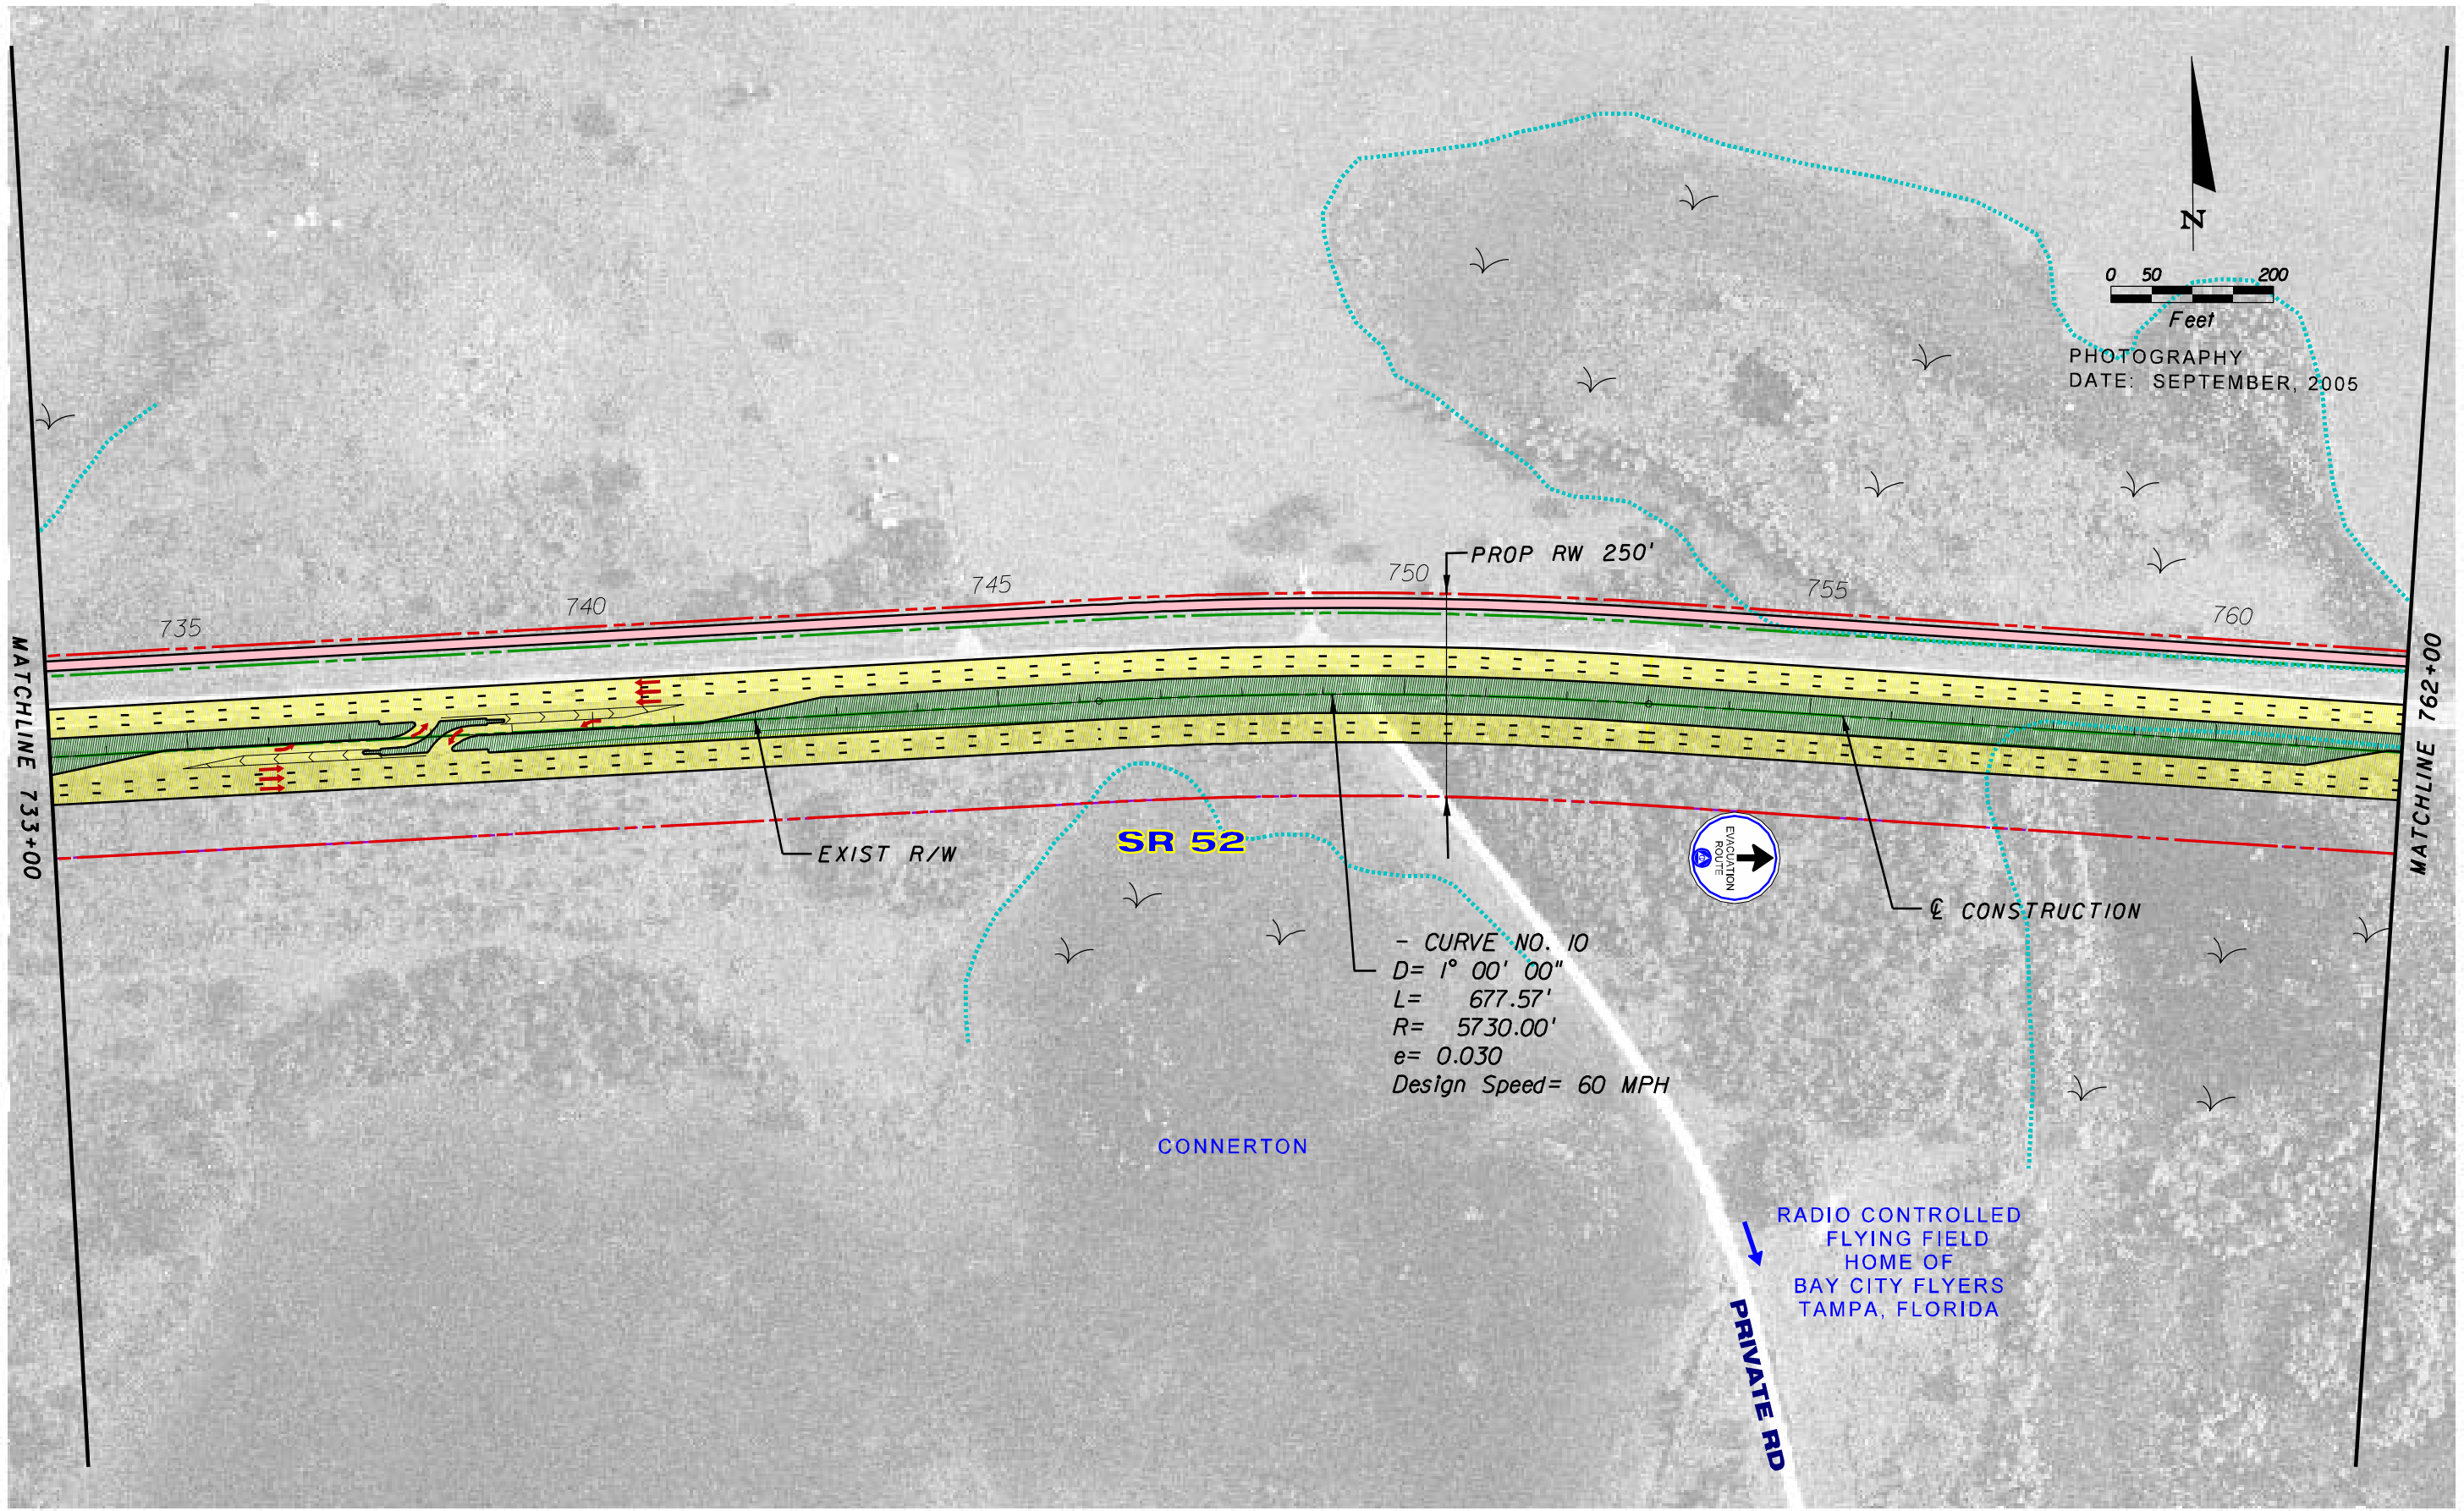 N
0 50 200
Feet
PHOTOGRAPHY
DATE: SEPTEMBER, 2005
PROP RW 250'
735
740
745
750
755
760
MATCHLINE 733+00
MATCHLINE 762+00
EXIST R/W
SR 52
EVACUATION
ROUTE
℄ CONSTRUCTION
- CURVE NO. 10
D= 1° 00' 00"
L= 677.57'
R= 5730.00'
e= 0.030
Design Speed= 60 MPH
CONNERTON
RADIO CONTROLLED
FLYING FIELD
HOME OF
BAY CITY FLYERS
TAMPA, FLORIDA
PRIVATE RD